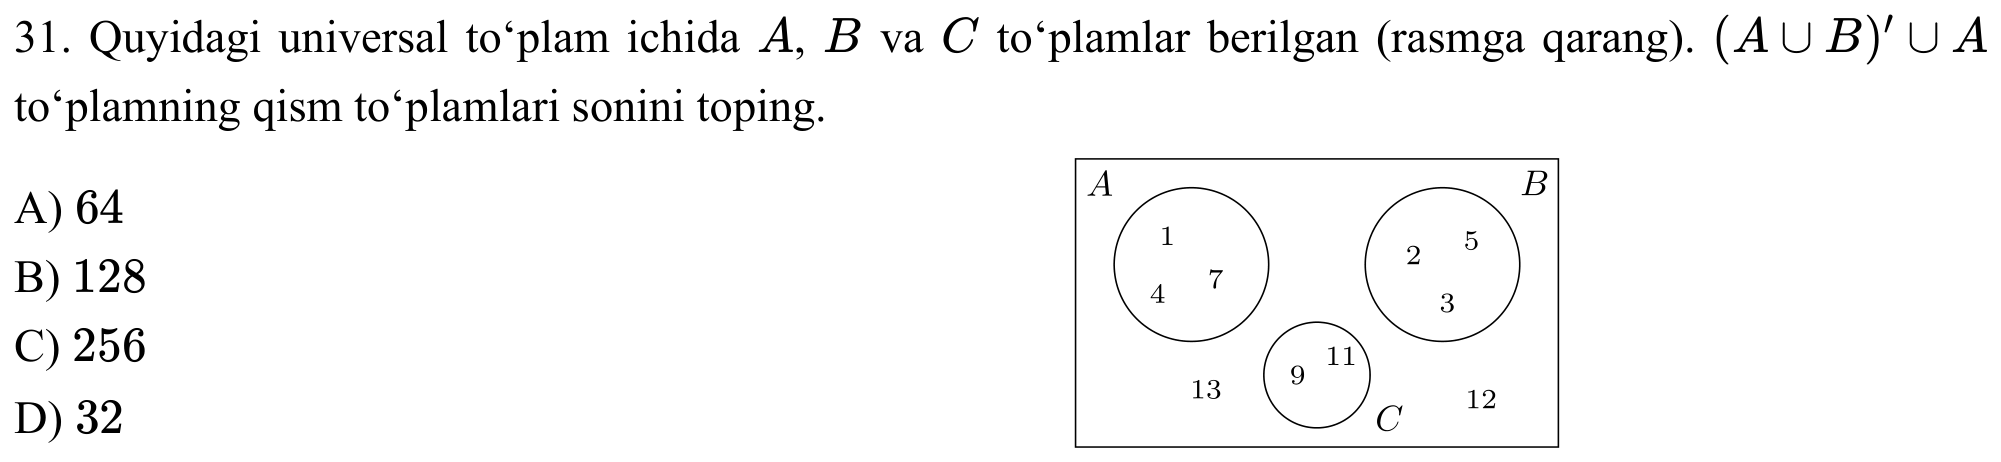 31. Quyidagi universal to‘plam ichida A, B va C to‘plamlar berilgan (rasmga qarang). (A ∪ B)′ ∪ A
to‘plamning qism to‘plamlari sonini toping.
A) 64
B) 128
C) 256
D) 32
A
B
1
4
7
2
5
3
9
11
13
C
12